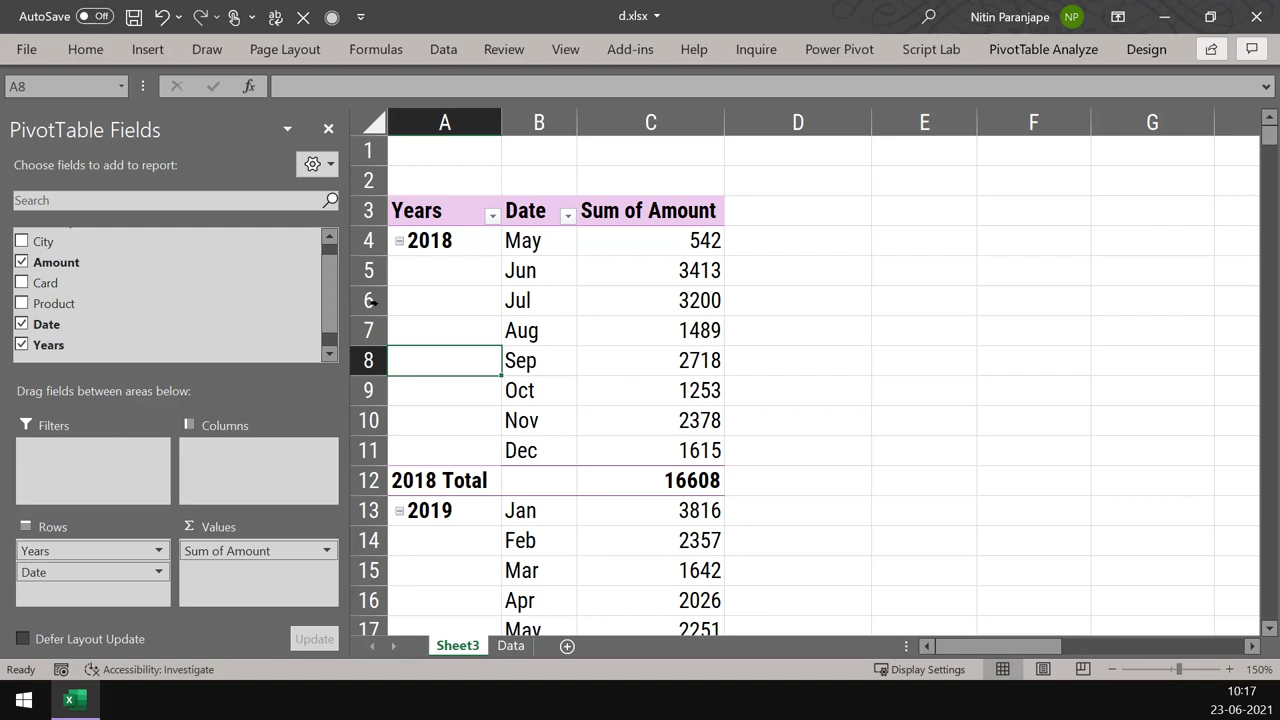 AutoSave Off d.xlsx Nitin Paranjape NP
File Home Insert Draw Page Layout Formulas Data Review View Add-ins Help Inquire Power Pivot Script Lab PivotTable Analyze Design
A8 fx
PivotTable Fields
Choose fields to add to report:
Search
City
Amount
Card
Product
Date
Years
Drag fields between areas below:
Filters Columns
Rows Σ Values
Years Sum of Amount
Date
Defer Layout Update Update
A B C D E F G
1
2
3 Years Date Sum of Amount
4 2018 May 542
5 Jun 3413
6 Jul 3200
7 Aug 1489
8 Sep 2718
9 Oct 1253
10 Nov 2378
11 Dec 1615
12 2018 Total 16608
13 2019 Jan 3816
14 Feb 2357
15 Mar 1642
16 Apr 2026
17 May 2251
Sheet3 Data
Ready Accessibility: Investigate Display Settings 150%
10:17
23-06-2021